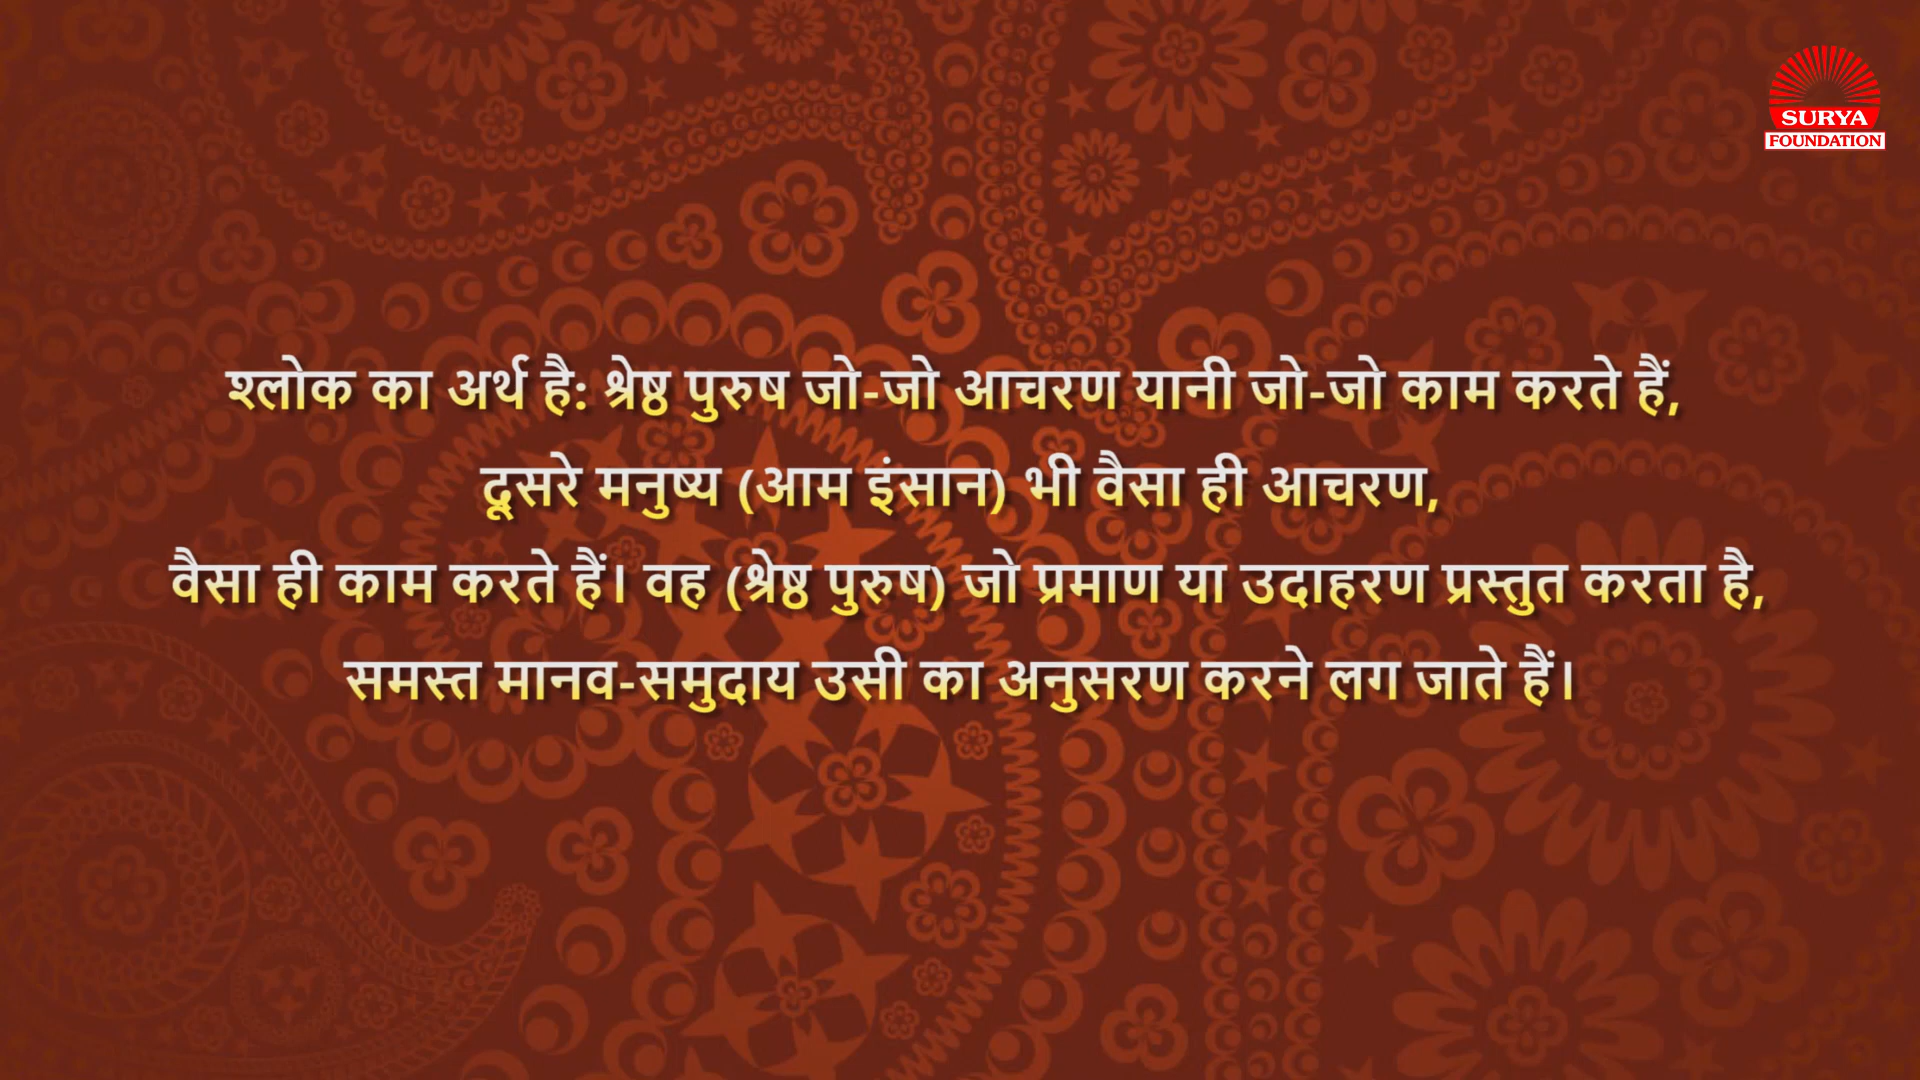 SURYA
FOUNDATION
श्लोक का अर्थ है: श्रेष्ठ पुरुष जो-जो आचरण यानी जो-जो काम करते हैं,
दूसरे मनुष्य (आम इंसान) भी वैसा ही आचरण,
वैसा ही काम करते हैं। वह (श्रेष्ठ पुरुष) जो प्रमाण या उदाहरण प्रस्तुत करता है,
समस्त मानव-समुदाय उसी का अनुसरण करने लग जाते हैं।